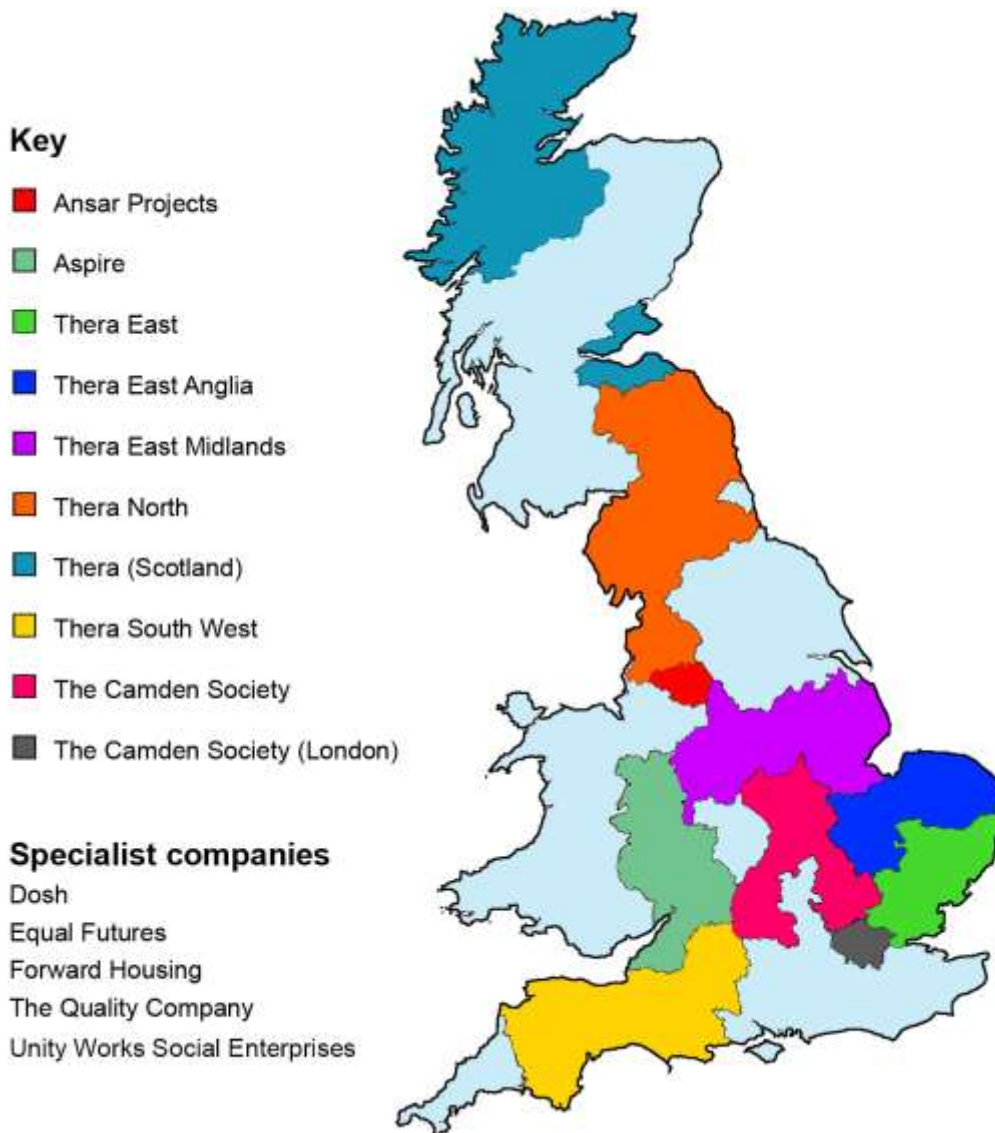 Key
Ansar Projects
Aspire
Thera East
Thera East Anglia
Thera East Midlands
Thera North
Thera (Scotland)
Thera South West
The Camden Society
The Camden Society (London)
Specialist companies
Dosh
Equal Futures
Forward Housing
The Quality Company
Unity Works Social Enterprises